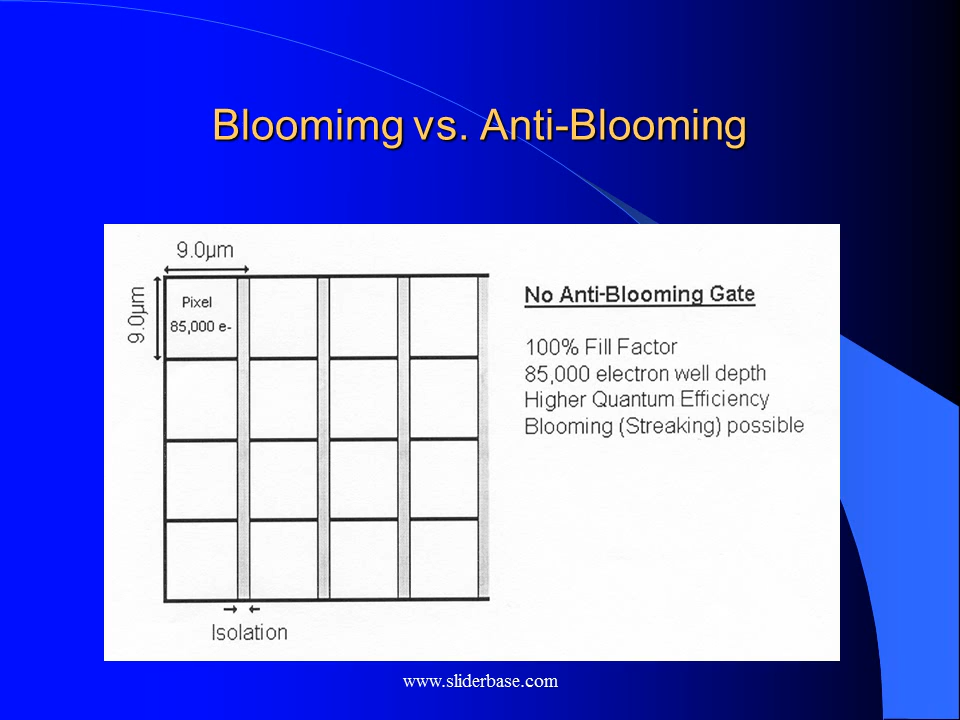 Bloomimg vs. Anti-Blooming
9.0µm
9.0µm
Pixel
85,000 e-
Isolation
No Anti-Blooming Gate
100% Fill Factor
85,000 electron well depth
Higher Quantum Efficiency
Blooming (Streaking) possible
www.sliderbase.com